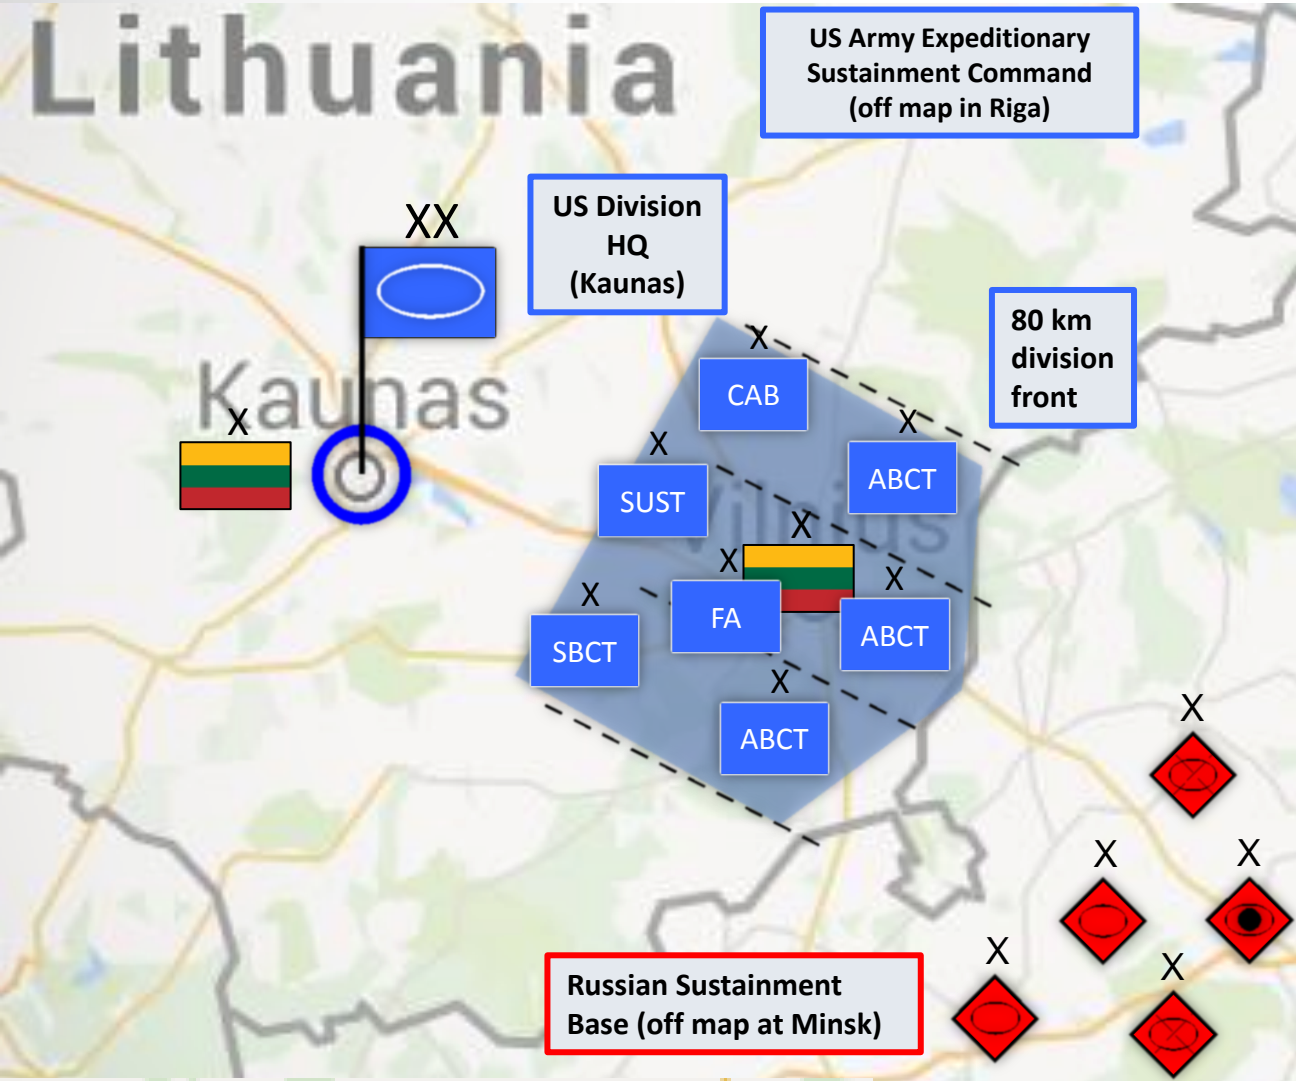 Lithuania
US Army Expeditionary
Sustainment Command
(off map in Riga)
XX
US Division
HQ
(Kaunas)
80 km
division
front
Kaunas
X
X
CAB
X
ABCT
X
SUST
Vilnius
X
X
FA
X
ABCT
X
SBCT
X
ABCT
X
X
X
X
X
Russian Sustainment
Base (off map at Minsk)